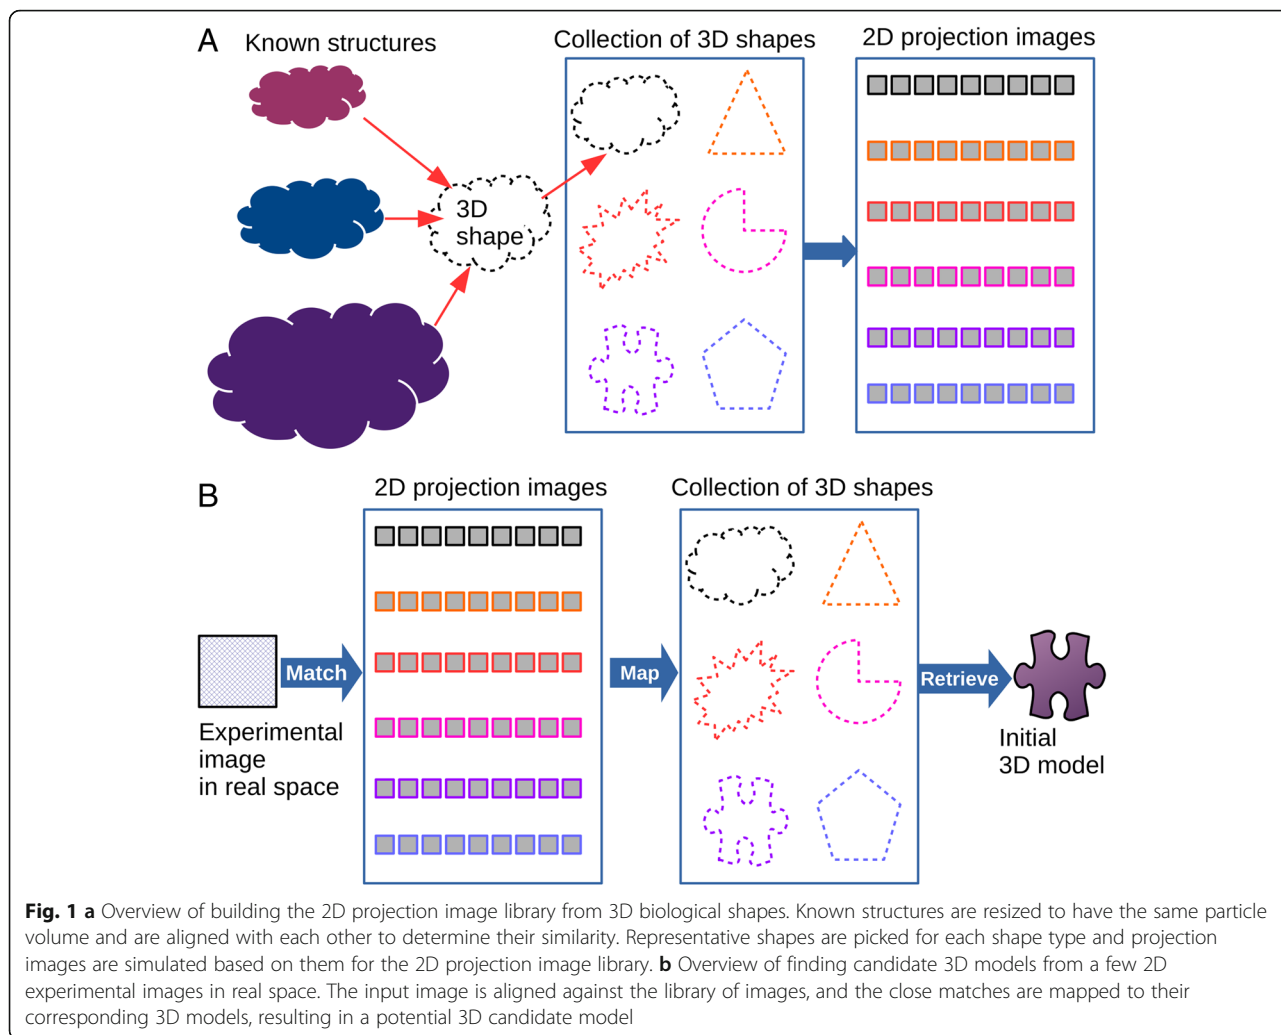 A
Known structures
Collection of 3D shapes
2D projection images
3D
shape
B
2D projection images
Collection of 3D shapes
Match
Map
Retrieve
Experimental
image
in real space
Initial
3D model
Fig. 1 a Overview of building the 2D projection image library from 3D biological shapes. Known structures are resized to have the same particle
volume and are aligned with each other to determine their similarity. Representative shapes are picked for each shape type and projection
images are simulated based on them for the 2D projection image library. b Overview of finding candidate 3D models from a few 2D
experimental images in real space. The input image is aligned against the library of images, and the close matches are mapped to their
corresponding 3D models, resulting in a potential 3D candidate model